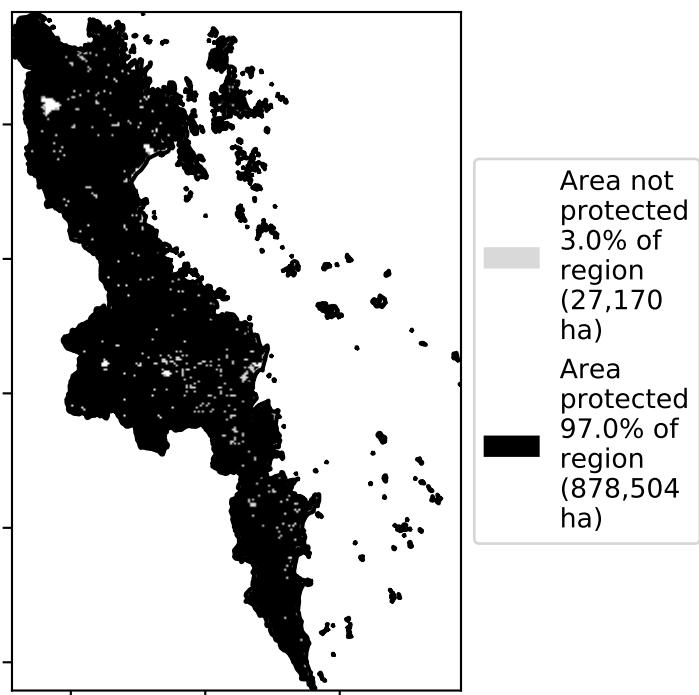 Area not
protected
3.0% of
region
(27,170
ha)
Area
protected
97.0% of
region
(878,504
ha)